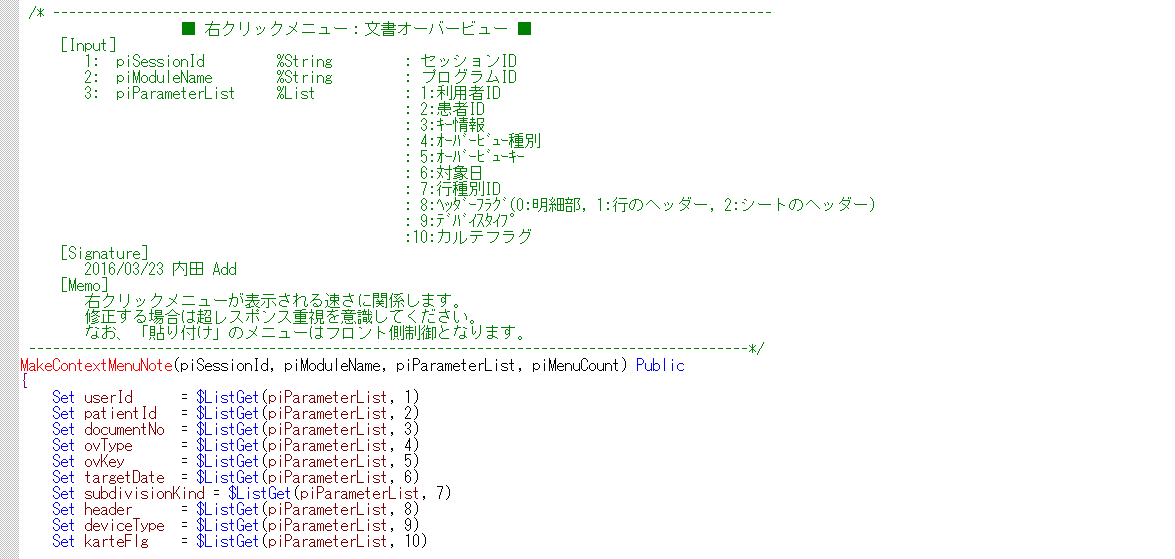 /* ------------------------------------------------------------------------------------------
■ 右クリックメニュー：文書オーバービュー ■
[Input]
1: piSessionId %String : セッションID
2: piModuleName %String : プログラムID
3: piParameterList %List : 1:利用者ID
: 2:患者ID
: 3:ｷｰ情報
: 4:ｵｰﾊﾞｰﾋﾞｭｰ種別
: 5:ｵｰﾊﾞｰﾋﾞｭｰｷｰ
: 6:対象日
: 7:行種別ID
: 8:ﾍｯﾀﾞｰﾌﾗｸﾞ(0:明細部, 1:行のヘッダー, 2:シートのヘッダー)
: 9:ﾃﾞﾊﾞｲｽﾀｲﾌﾟ
:10:カルテフラグ
[Signature]
2016/03/23 内田 Add
[Memo]
右クリックメニューが表示される速さに関係します。
修正する場合は超レスポンス重視を意識してください。
なお、「貼り付け」のメニューはフロント側制御となります。
------------------------------------------------------------------------------------------*/
MakeContextMenuNote(piSessionId, piModuleName, piParameterList, piMenuCount) Public
{
Set userId = $ListGet(piParameterList, 1)
Set patientId = $ListGet(piParameterList, 2)
Set documentNo = $ListGet(piParameterList, 3)
Set ovType = $ListGet(piParameterList, 4)
Set ovKey = $ListGet(piParameterList, 5)
Set targetDate = $ListGet(piParameterList, 6)
Set subdivisionKind = $ListGet(piParameterList, 7)
Set header = $ListGet(piParameterList, 8)
Set deviceType = $ListGet(piParameterList, 9)
Set karteFlg = $ListGet(piParameterList, 10)